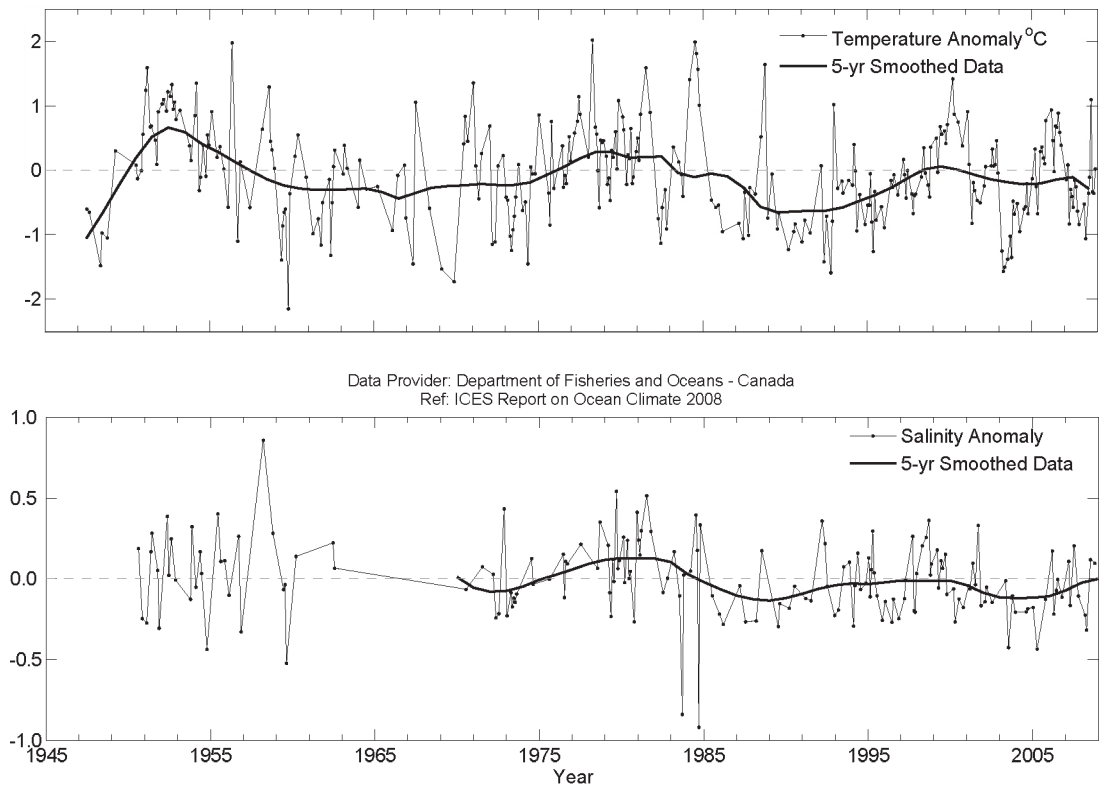 2
1
0
-1
-2
Temperature Anomaly °C
5-yr Smoothed Data
Data Provider: Department of Fisheries and Oceans - Canada
Ref: ICES Report on Ocean Climate 2008
1.0
0.5
0.0
-0.5
-1.0
Salinity Anomaly
5-yr Smoothed Data
1945 1955 1965 1975 1985 1995 2005
Year